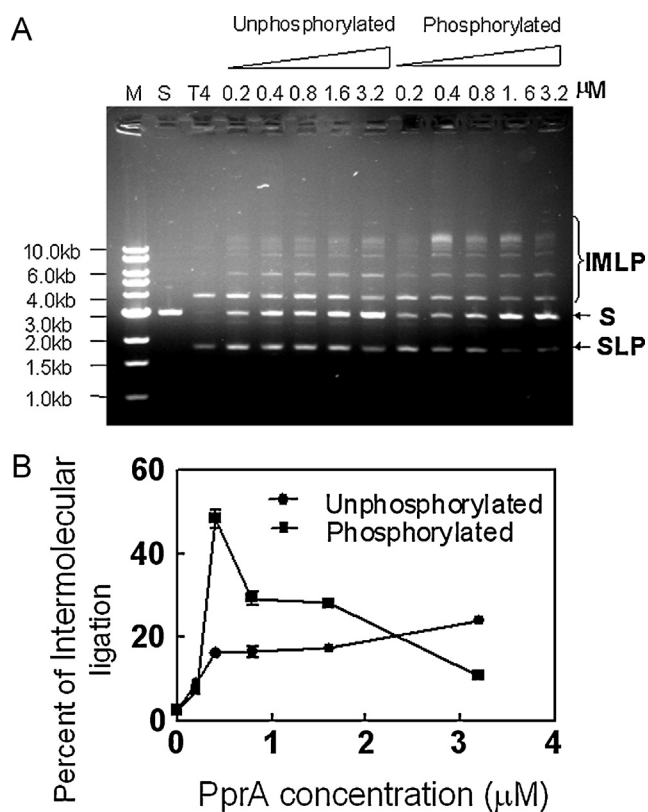 A
Unphosphorylated Phosphorylated
M S T4 0.2 0.4 0.8 1.6 3.2 0.2 0.4 0.8 1. 6 3.2 μM
10.0kb
6.0kb
4.0kb
3.0kb
2.0kb
1.5kb
1.0kb
IMLP
S
SLP
B
Percent of Intermolecular
ligation
60
40
20
0
Unphosphorylated
Phosphorylated
0 1 2 3 4
PprA concentration (μM)